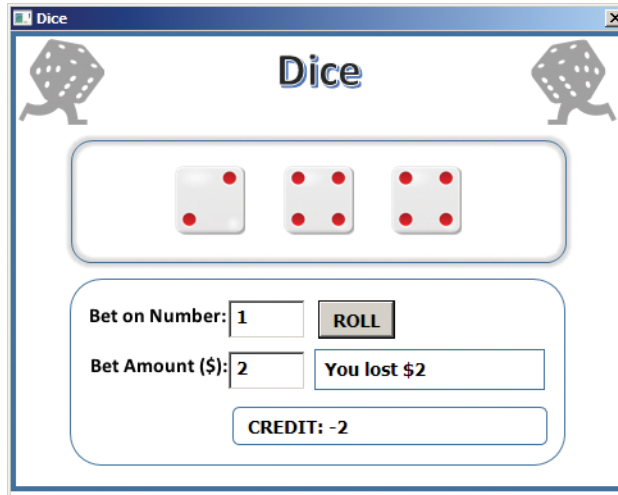 Dice
Dice
Bet on Number: 1 ROLL
Bet Amount ($): 2 You lost $2
CREDIT: -2